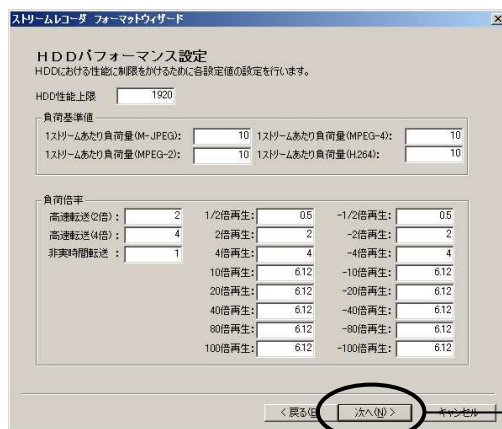 ストリームレコーダ フォーマットウィザード
HDDパフォーマンス設定
HDDにおける性能に制限をかけるために各設定値の設定を行います。
HDD性能上限 1920
負荷基準値
1ストリームあたり負荷量(M-JPEG): 10 1ストリームあたり負荷量(MPEG-4): 10
1ストリームあたり負荷量(MPEG-2): 10 1ストリームあたり負荷量(H.264): 10
負荷倍率
高速転送(2倍): 2 1/2倍再生: 0.5 -1/2倍再生: 0.5
高速転送(4倍): 4 2倍再生: 2 -2倍再生: 2
非実時間転送 : 1 4倍再生: 4 -4倍再生: 4
10倍再生: 6.12 -10倍再生: 6.12
20倍再生: 6.12 -20倍再生: 6.12
40倍再生: 6.12 -40倍再生: 6.12
80倍再生: 6.12 -80倍再生: 6.12
100倍再生: 6.12 -100倍再生: 6.12
< 戻る(B 次へ(N) > キャンセル